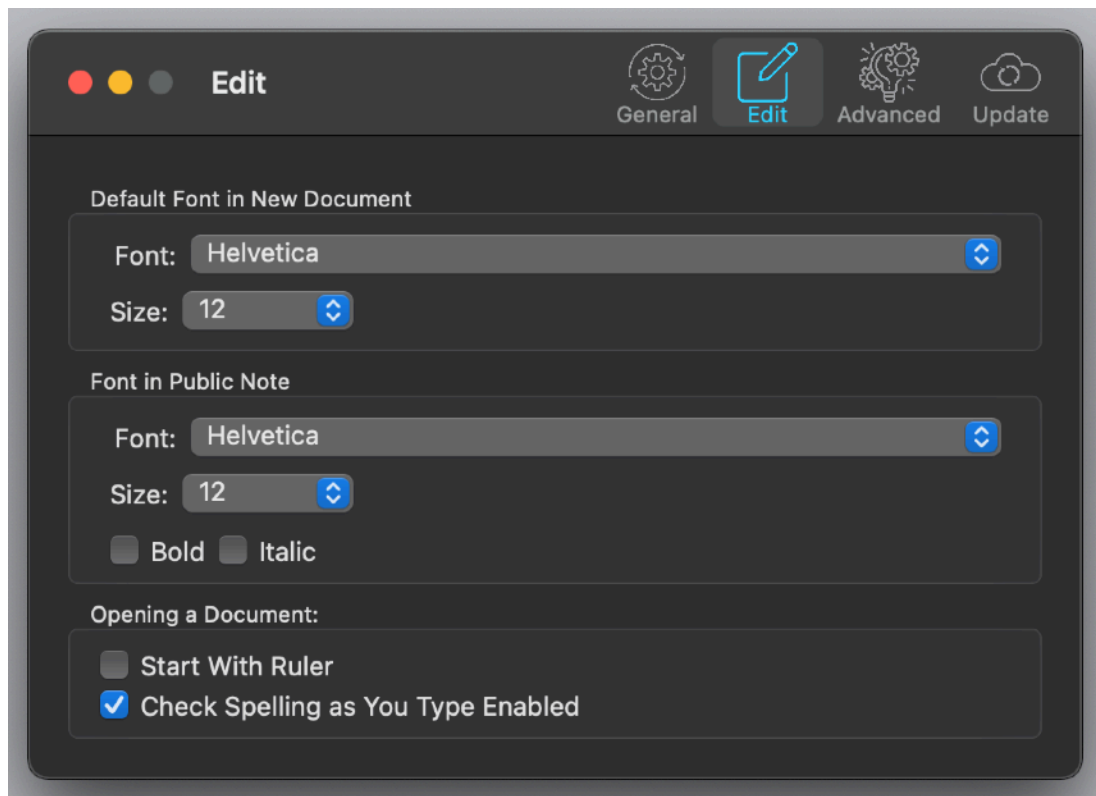 Edit
General
Edit
Advanced
Update
Default Font in New Document
Font: Helvetica
Size: 12
Font in Public Note
Font: Helvetica
Size: 12
Bold Italic
Opening a Document:
Start With Ruler
Check Spelling as You Type Enabled